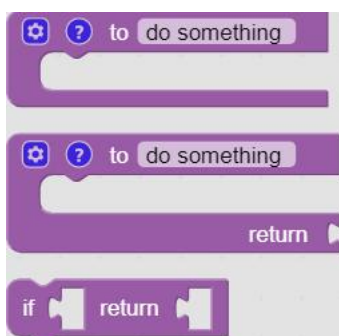 ? to do something
? to do something
return
if return